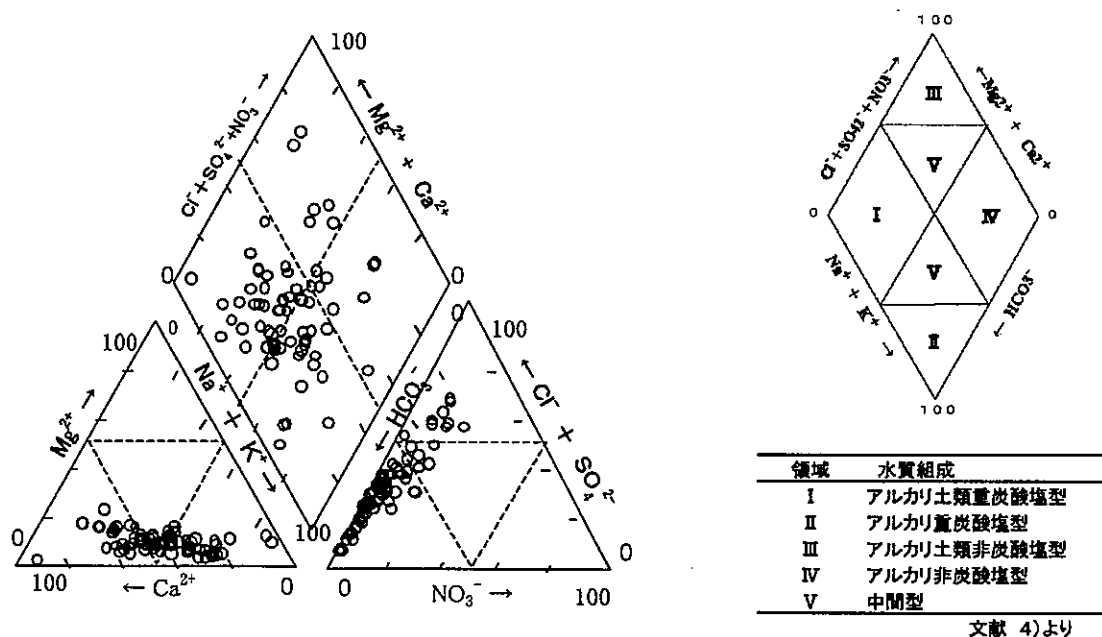 100
Cl⁻+SO₄²⁻+NO₃⁻ →
← Mg²⁺ + Ca²⁺
0
0
Na⁺ + K⁺ →
← HCO₃⁻
100
0
100
Mg²⁺ →
0
100
← Ca²⁺
0
100
← Cl⁻ + SO₄²⁻
0
0
NO₃⁻ →
100
100
Cl⁻+SO42⁻+NO3⁻→
←Mg2⁺ + Ca2⁺
III
V
0
I
IV
0
V
Na⁺ + K⁺ →
← HCO3⁻
II
100
領域 水質組成
I アルカリ土類重炭酸塩型
II アルカリ重炭酸塩型
III アルカリ土類非炭酸塩型
IV アルカリ非炭酸塩型
V 中間型
文献 4)より